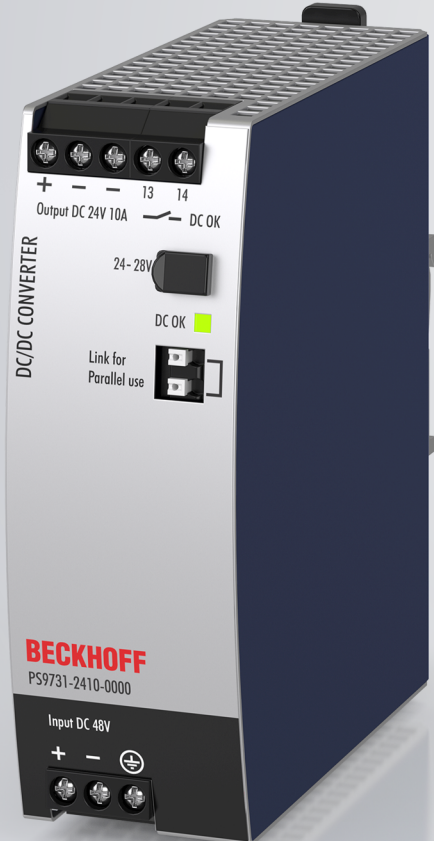 + − − 13 14
Output DC 24V 10A DC OK
24-28V
DC OK
Link for
Parallel use
DC/DC CONVERTER
BECKHOFF
PS9731-2410-0000
Input DC 48V
+ −